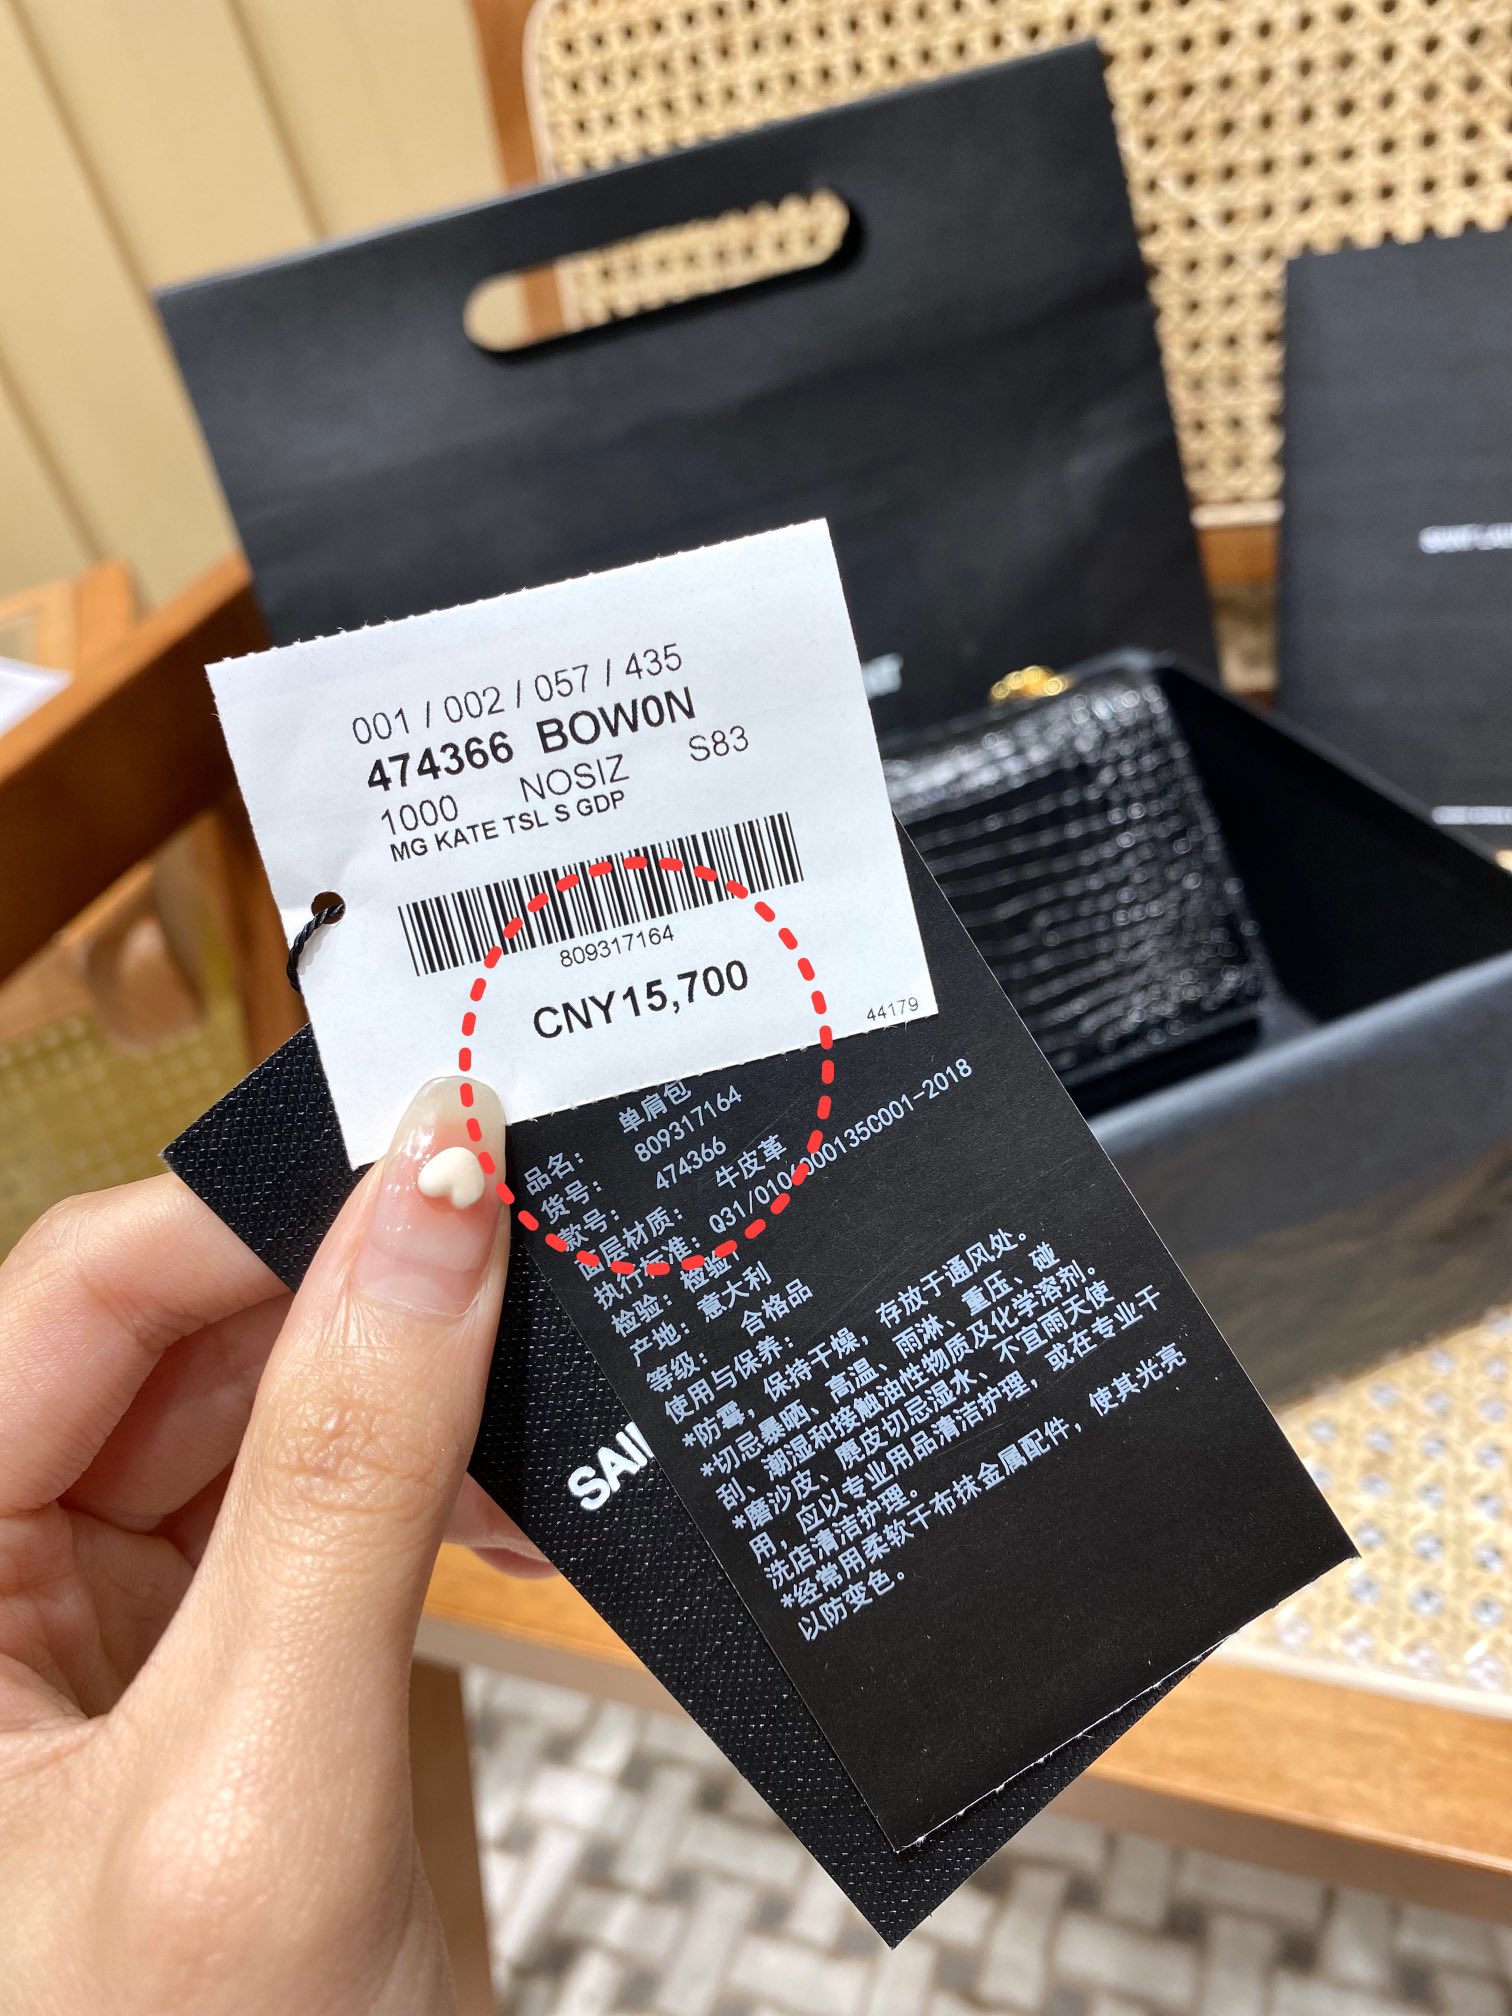 001 / 002 / 057 / 435
474366 BOW0N
1000 NOSIZ S83
MG KATE TSL S GDP
809317164
CNY15,700
44179
品名: 单肩包
货号: 809317164
款号: 474366
面层材质: 牛皮革
执行标准: Q31/0106000135C001-2018
检验: 检验1
产地: 意大利
等级: 合格品
使用与保养:
*防霉，保持干燥，存放于通风处。
*切忌暴晒、高温、雨淋、重压、碰
刮、潮湿和接触油性物质及化学溶剂。
*磨沙皮、麂皮切忌湿水、不宜雨天使
用，应以专业用品清洁护理，或在专业干
洗店清洁护理。
*经常用柔软干布抹金属配件，使其光亮
以防变色。
SAI